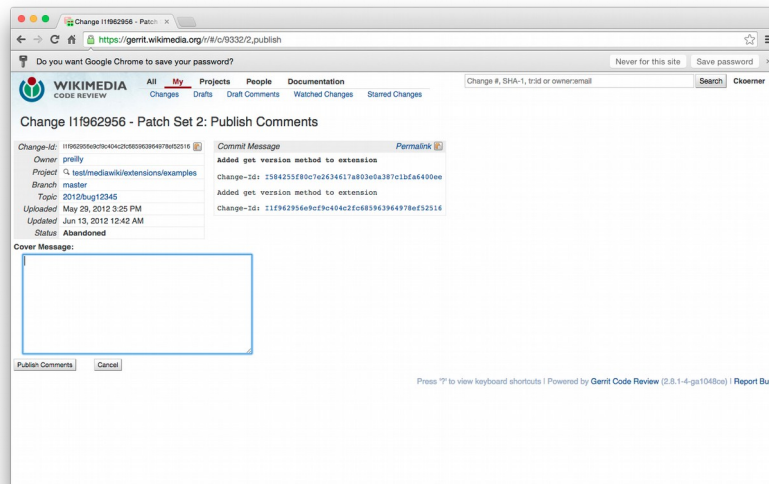 Change I1f962956 - Patch
https://gerrit.wikimedia.org/r/#/c/9332/2,publish
Do you want Google Chrome to save your password? Never for this site Save password
WIKIMEDIA
CODE REVIEW
All My Projects People Documentation
Changes Drafts Draft Comments Watched Changes Starred Changes
Change #, SHA-1, tr:id or owner:email Search Ckoerner
Change I1f962956 - Patch Set 2: Publish Comments
Change-Id: I1f962956e9cf9c404c2fc685963964978ef52516
Owner preilly
Project test/mediawiki/extensions/examples
Branch master
Topic 2012/bug12345
Uploaded May 29, 2012 3:25 PM
Updated Jun 13, 2012 12:42 AM
Status Abandoned
Commit Message Permalink
Added get version method to extension
Change-Id: I584255f80c7e2634617a803e0a387c1bfa6400ee
Added get version method to extension
Change-Id: I1f962956e9cf9c404c2fc685963964978ef52516
Cover Message:
Publish Comments Cancel
Press '?' to view keyboard shortcuts | Powered by Gerrit Code Review (2.8.1-4-ga1048ce) | Report Bu